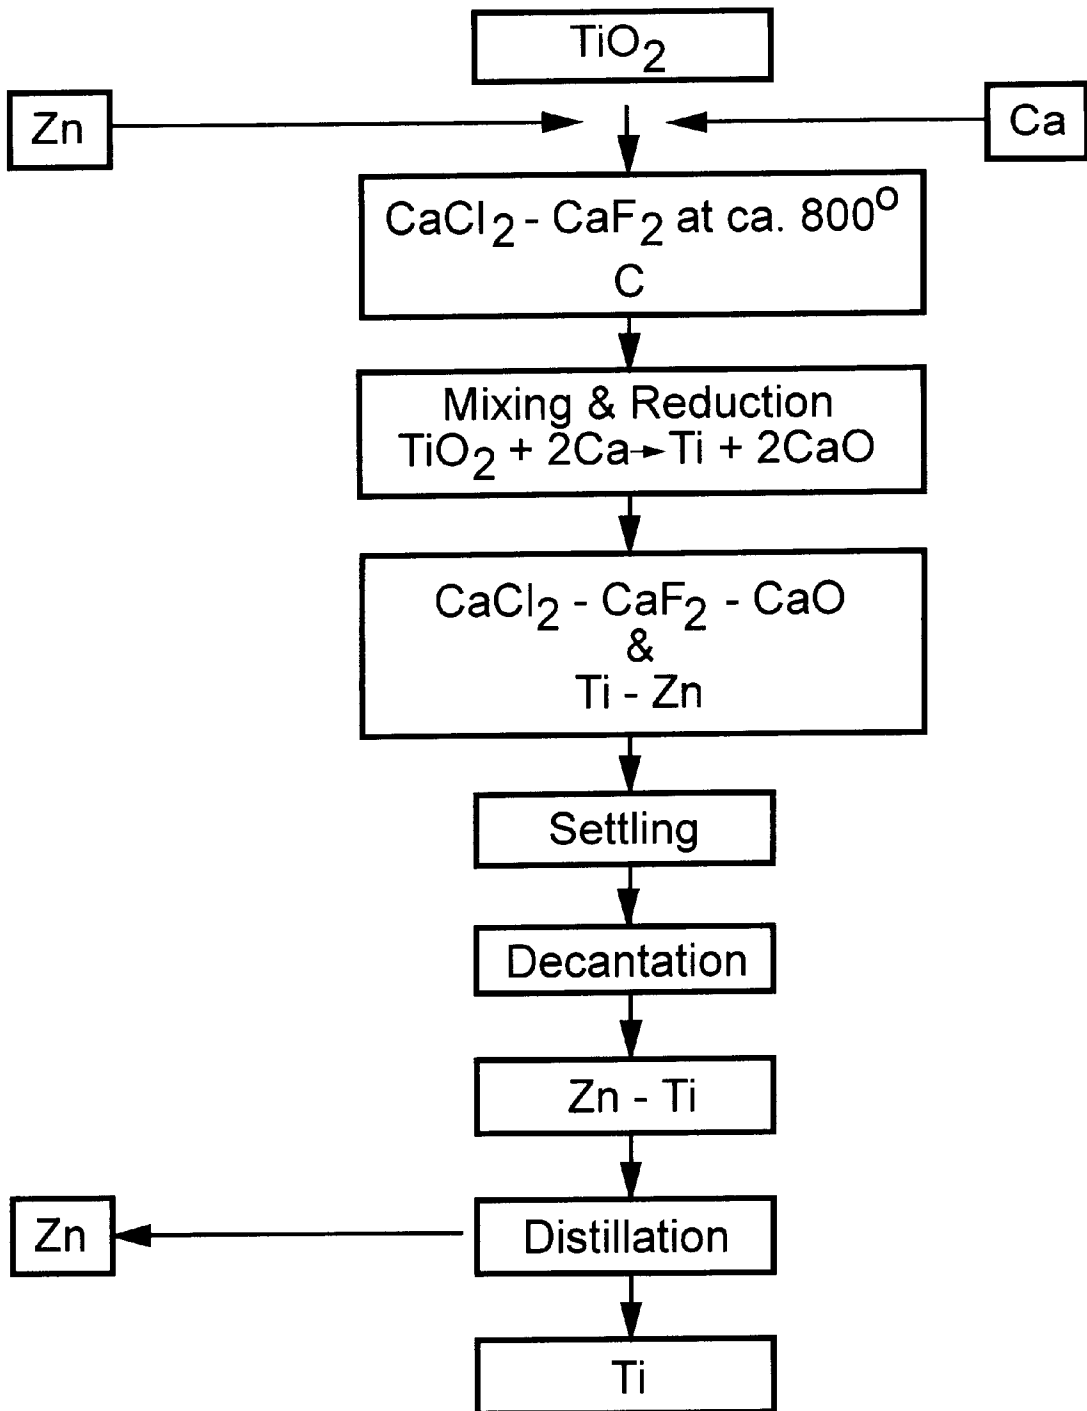 TiO2
Zn
Ca
CaCl2 - CaF2 at ca. 800o
C
Mixing & Reduction
TiO2 + 2Ca→Ti + 2CaO
CaCl2 - CaF2 - CaO
&
Ti - Zn
Settling
Decantation
Zn - Ti
Zn
Distillation
Ti